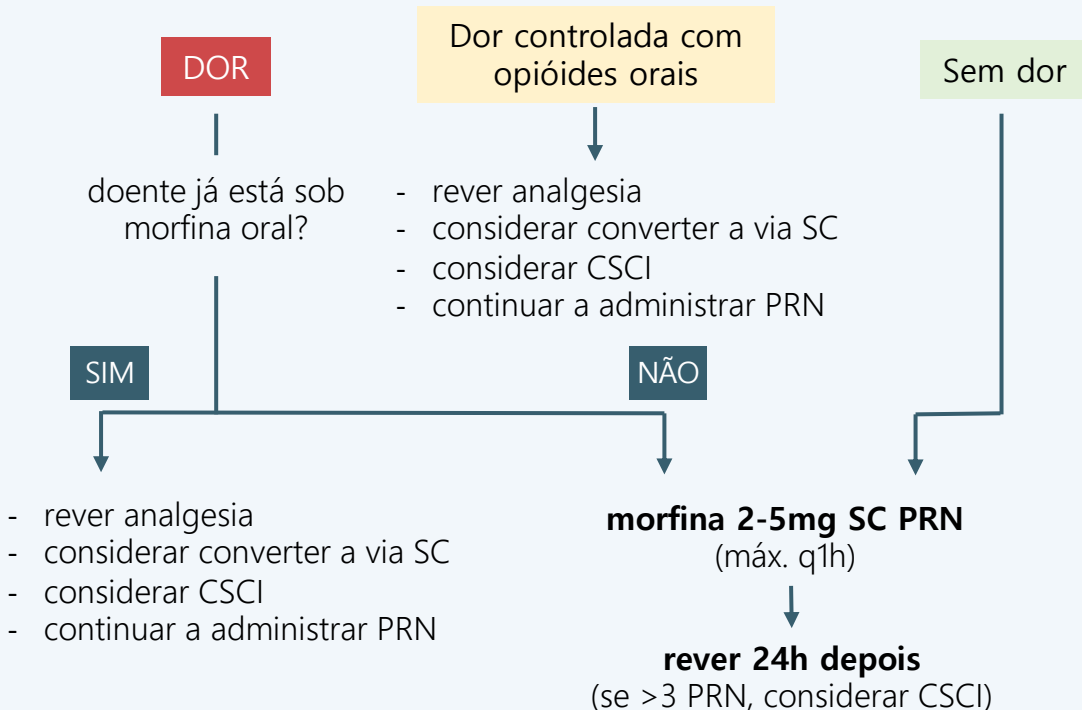 DOR
Dor controlada com
opióides orais
Sem dor
doente já está sob
morfina oral?
- rever analgesia
- considerar converter a via SC
- considerar CSCI
- continuar a administrar PRN
SIM
NÃO
- rever analgesia
- considerar converter a via SC
- considerar CSCI
- continuar a administrar PRN
morfina 2-5mg SC PRN
(máx. q1h)
rever 24h depois
(se >3 PRN, considerar CSCI)